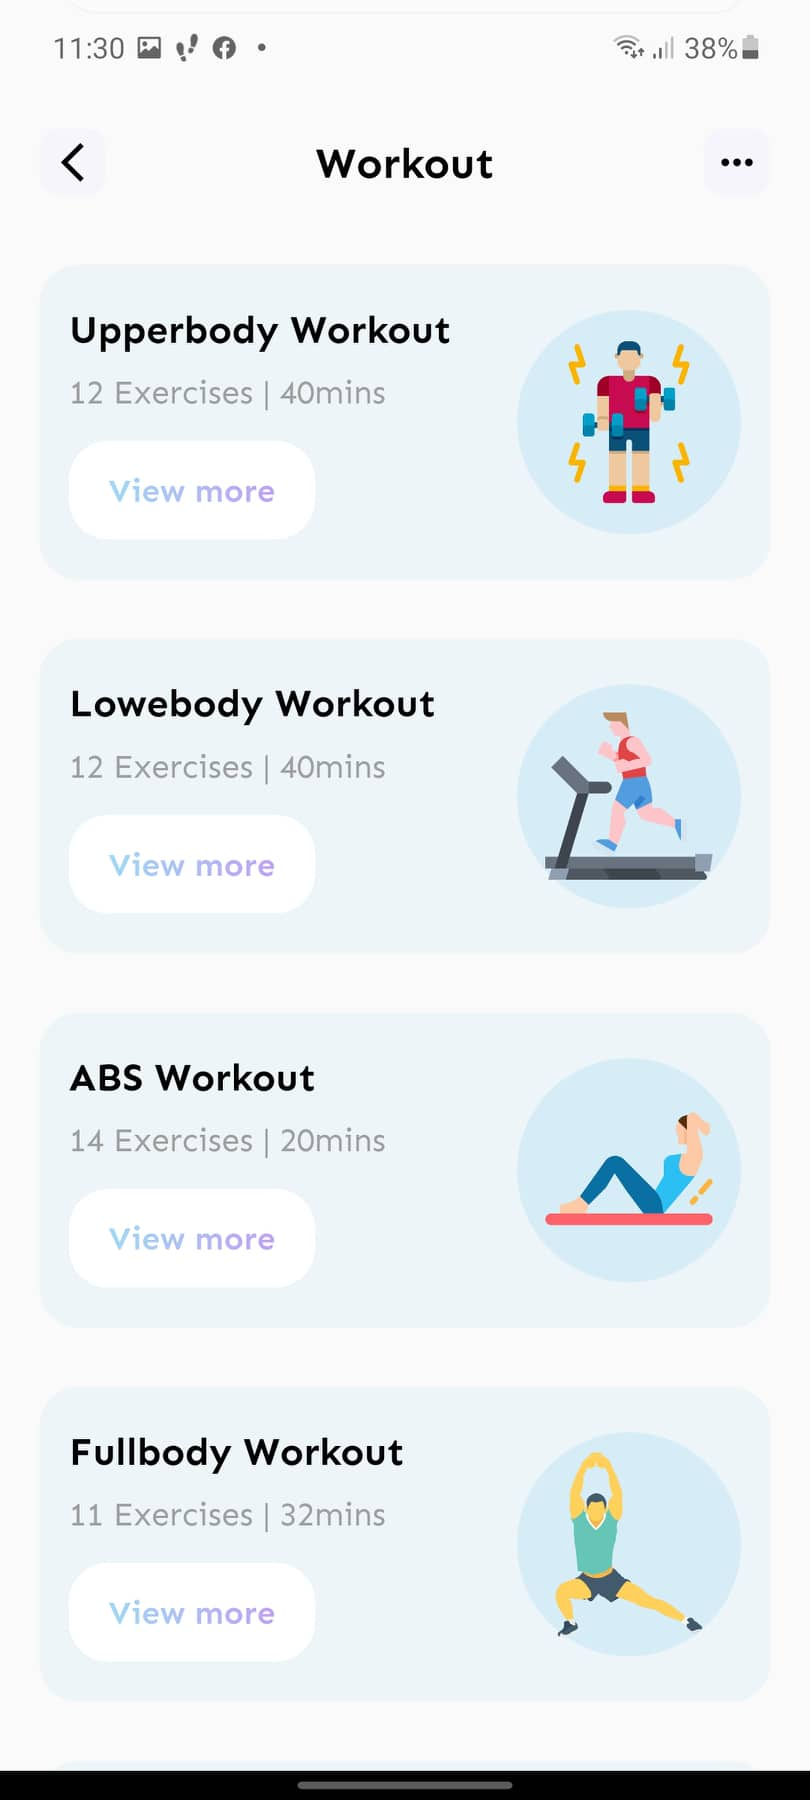 11:30 38%
Workout
Upperbody Workout
12 Exercises | 40mins
View more
Lowebody Workout
12 Exercises | 40mins
View more
ABS Workout
14 Exercises | 20mins
View more
Fullbody Workout
11 Exercises | 32mins
View more